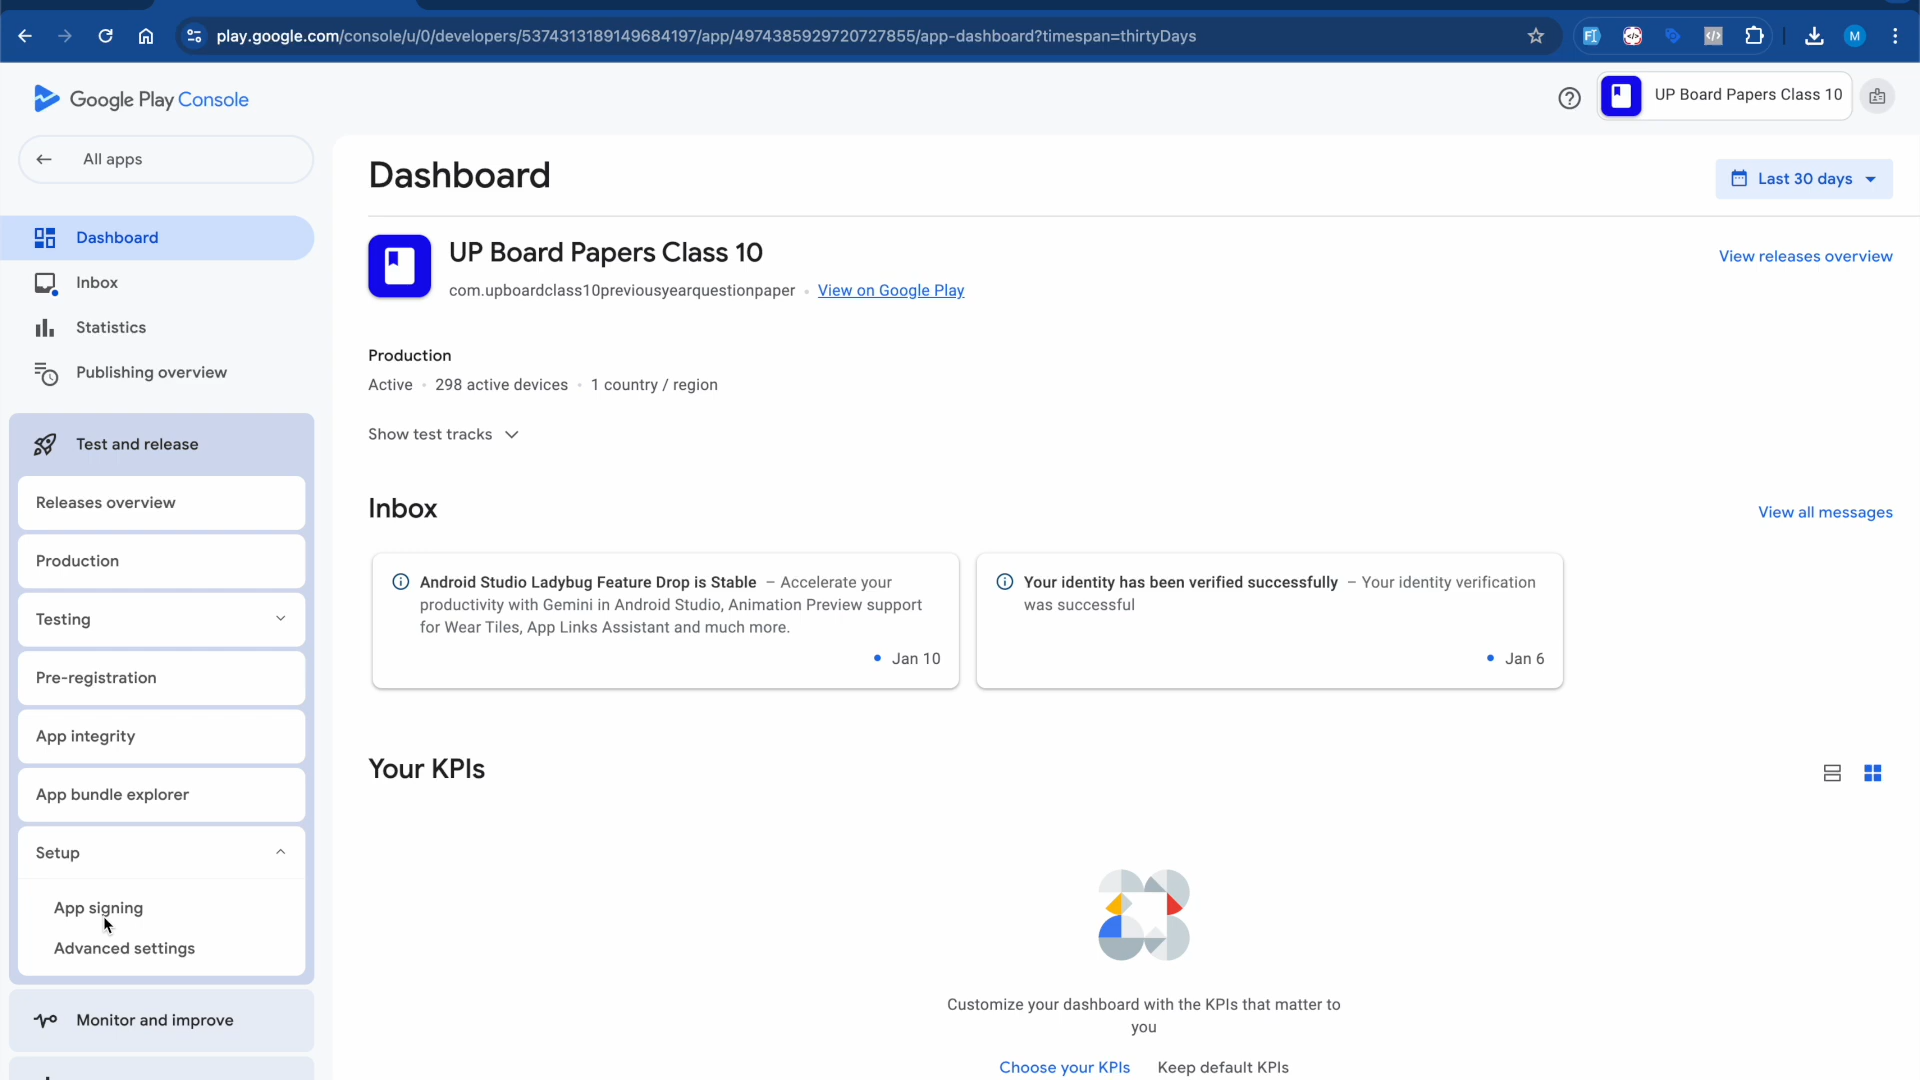 play.google.com/console/u/0/developers/5374313189149684197/app/4974385929720727855/app-dashboard?timespan=thirtyDays
M
Google Play Console
UP Board Papers Class 10
All apps
Dashboard
Inbox
Statistics
Publishing overview
Test and release
Releases overview
Production
Testing
Pre-registration
App integrity
App bundle explorer
Setup
App signing
Advanced settings
Monitor and improve
Dashboard
Last 30 days
UP Board Papers Class 10
View releases overview
com.upboardclass10previousyearquestionpaper • View on Google Play
Production
Active • 298 active devices • 1 country / region
Show test tracks
Inbox
View all messages
Android Studio Ladybug Feature Drop is Stable – Accelerate your
productivity with Gemini in Android Studio, Animation Preview support
for Wear Tiles, App Links Assistant and much more.
• Jan 10
Your identity has been verified successfully – Your identity verification
was successful
• Jan 6
Your KPIs
Customize your dashboard with the KPIs that matter to
you
Choose your KPIs Keep default KPIs